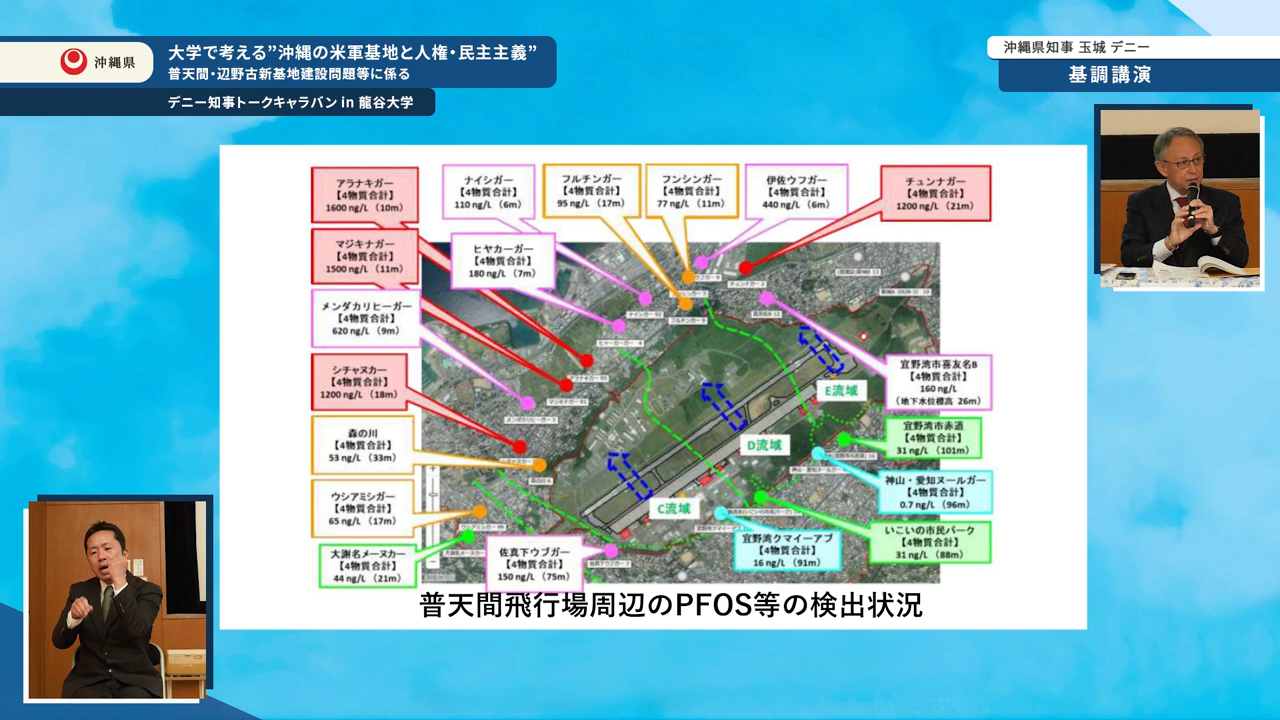 沖縄県
大学で考える”沖縄の米軍基地と人権・民主主義”
普天間・辺野古新基地建設問題等に係る
デニー知事トークキャラバン in 龍谷大学
沖縄県知事 玉城 デニー
基調講演
アラナキガー
【4物質合計】
1600 ng/L （10m）
ナイシガー
【4物質合計】
110 ng/L （6m）
フルチンガー
【4物質合計】
95 ng/L （17m）
フンシンガー
【4物質合計】
77 ng/L （11m）
伊佐ウフガー
【4物質合計】
440 ng/L （6m）
チュンナガー
【4物質合計】
1200 ng/L （21m）
マジキナガー
【4物質合計】
1500 ng/L （11m）
ヒヤカーガー
【4物質合計】
180 ng/L （7m）
メンダカリヒーガー
【4物質合計】
620 ng/L （9m）
シチャヌカー
【4物質合計】
1200 ng/L （18m）
宜野湾市喜友名B
【4物質合計】
160 ng/L
（地下水位標高 26m）
E流域
森の川
【4物質合計】
53 ng/L （33m）
宜野湾市赤道
【4物質合計】
31 ng/L （101m）
D流域
ウシアミシガー
【4物質合計】
65 ng/L （17m）
神山・愛知ヌールガー
【4物質合計】
0.7 ng/L （96m）
C流域
大謝名メーヌカー
【4物質合計】
44 ng/L （21m）
佐真下ウブガー
【4物質合計】
150 ng/L （75m）
宜野湾クマイーアブ
【4物質合計】
16 ng/L （91m）
いこいの市民パーク
【4物質合計】
31 ng/L （88m）
普天間飛行場周辺のPFOS等の検出状況